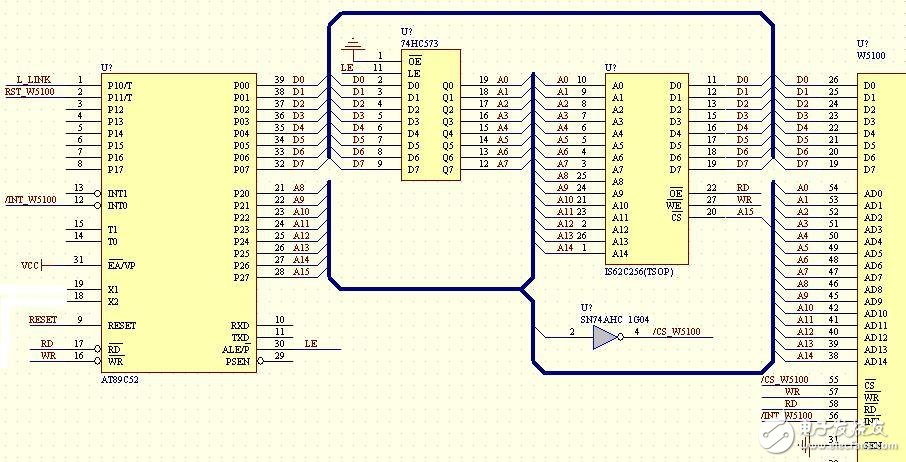 U?
AT89C52
L_LINK 1 P10/T P00 39 D0
RST_W5100 2 P11/T P01 38 D1
3 P12 P02 37 D2
4 P13 P03 36 D3
5 P14 P04 35 D4
6 P15 P05 34 D5
7 P16 P06 33 D6
8 P17 P07 32 D7
13 INT1 P20 21 A8
/INT_W5100 12 INT0 P21 22 A9
P22 23 A10
15 T1 P23 24 A11
14 T0 P24 25 A12
P25 26 A13
VCC 31 EA/VP P26 27 A14
P27 28 A15
19 X1
18 X2
RESET 9 RESET RXD 10
TXD 11
RD 17 RD ALE/P 30 LE
WR 16 WR PSEN 29
U?
74HC573
1 OE
LE 11 LE
D0 2 D0 Q0 19 A0
D1 3 D1 Q1 18 A1
D2 4 D2 Q2 17 A2
D3 5 D3 Q3 16 A3
D4 6 D4 Q4 15 A4
D5 7 D5 Q5 14 A5
D6 8 D6 Q6 13 A6
D7 9 D7 Q7 12 A7
U?
A0 10 A0 D0 11 D0
A1 9 A1 D1 12 D1
A2 8 A2 D2 13 D2
A3 7 A3 D3 15 D3
A4 6 A4 D4 16 D4
A5 5 A5 D5 17 D5
A6 4 A6 D6 18 D6
A7 3 A7 D7 19 D7
A8 25 A8
A9 24 A9 OE 22 RD
A10 21 A10 WE 27 WR
A11 23 A11 CS 20 A15
A12 2 A12
A13 26 A13
A14 1 A14
IS62C256(TSOP)
U?
SN74AHC 1G04
2 4 /CS_W5100
U?
W5100
D0 26 D0
D1 25 D1
D2 24 D2
D3 23 D3
D4 22 D4
D5 21 D5
D6 20 D6
D7 19 D7
A0 54 AD0
A1 53 AD1
A2 52 AD2
A3 51 AD3
A4 50 AD4
A5 49 AD5
A6 48 AD6
A7 47 AD7
A8 46 AD8
A9 45 AD9
A10 42 AD10
A11 41 AD11
A12 40 AD12
A13 39 AD13
A14 38 AD14
/CS_W5100 55 CS
WR 57 WR
RD 58 RD
/INT_W5100 56 INT
31 SEN
电子发烧友
www.elecfans.com